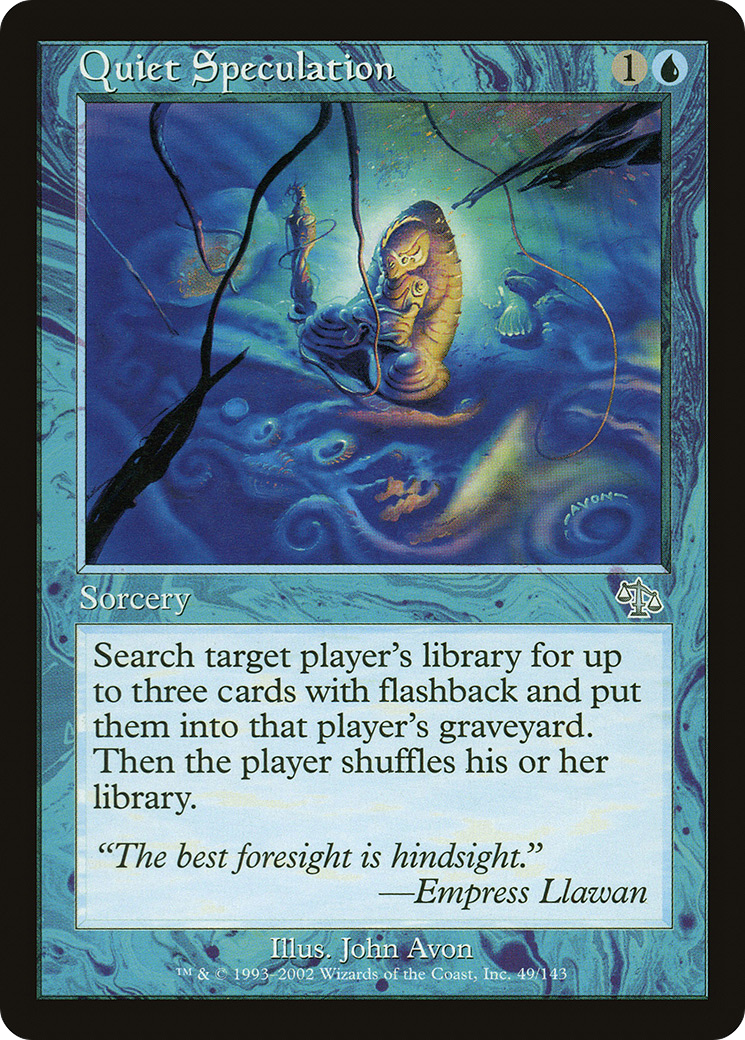 Quiet Speculation
1
AVON
Sorcery
Search target player's library for up
to three cards with flashback and put
them into that player's graveyard.
Then the player shuffles his or her
library.
“The best foresight is hindsight.”
—Empress Llawan
Illus. John Avon
™ & © 1993–2002 Wizards of the Coast, Inc. 49/143